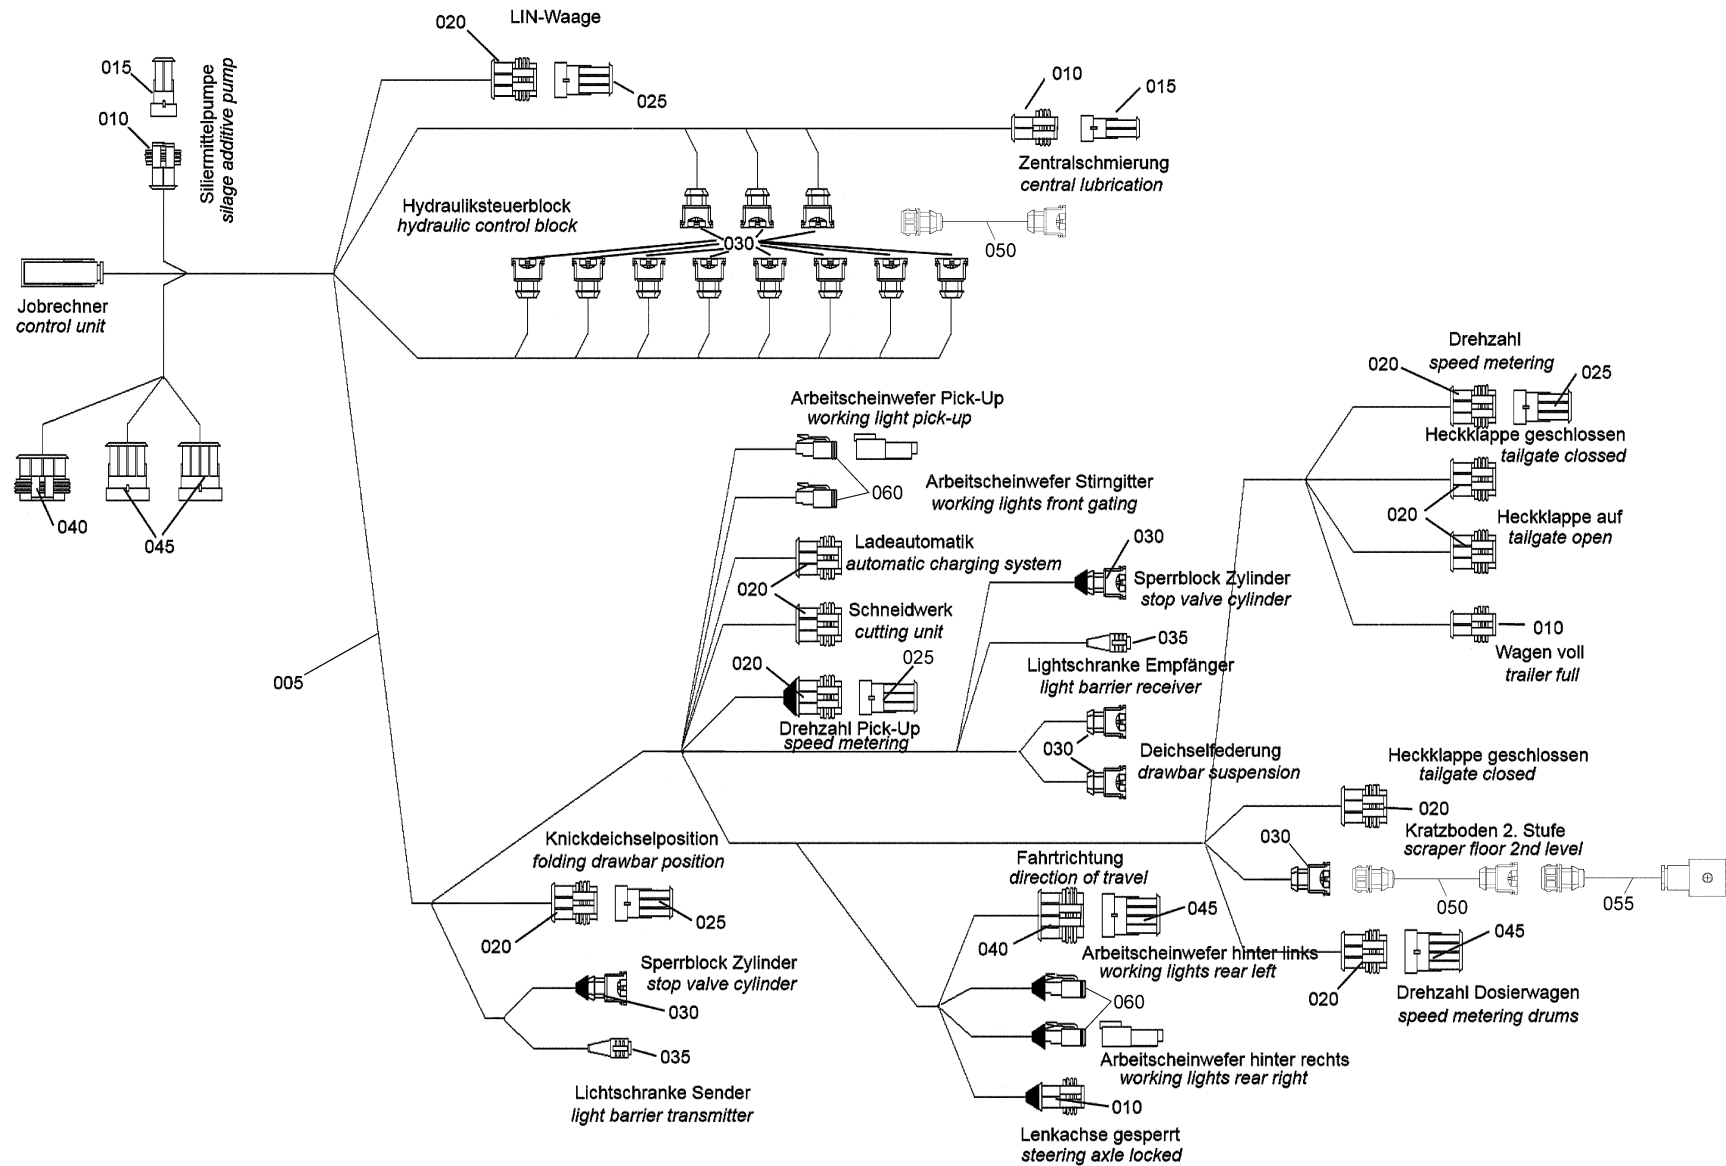 LIN-Waage
020
025
015
010
Siliermittelpumpe
silage additive pump
010
015
Zentralschmierung
central lubrication
Hydrauliksteuerblock
hydraulic control block
030
050
Jobrechner
control unit
040
045
005
Arbeitscheinwefer Pick-Up
working light pick-up
060
Arbeitscheinwefer Stirngitter
working lights front gating
Ladeautomatik
automatic charging system
020
Schneidwerk
cutting unit
020
025
Drehzahl Pick-Up
speed metering
030
Sperrblock Zylinder
stop valve cylinder
035
Lightschranke Empfänger
light barrier receiver
030
Deichselfederung
drawbar suspension
Drehzahl
speed metering
020
025
Heckklappe geschlossen
tailgate clossed
020
Heckklappe auf
tailgate open
010
Wagen voll
trailer full
Heckklappe geschlossen
tailgate closed
020
Kratzboden 2. Stufe
scraper floor 2nd level
030
050
055
045
020
Drehzahl Dosierwagen
speed metering drums
Knickdeichselposition
folding drawbar position
020
025
Sperrblock Zylinder
stop valve cylinder
030
035
Lichtschranke Sender
light barrier transmitter
Fahrtrichtung
direction of travel
045
040
Arbeitscheinwefer hinter links
working lights rear left
060
Arbeitscheinwefer hinter rechts
working lights rear right
010
Lenkachse gesperrt
steering axle locked